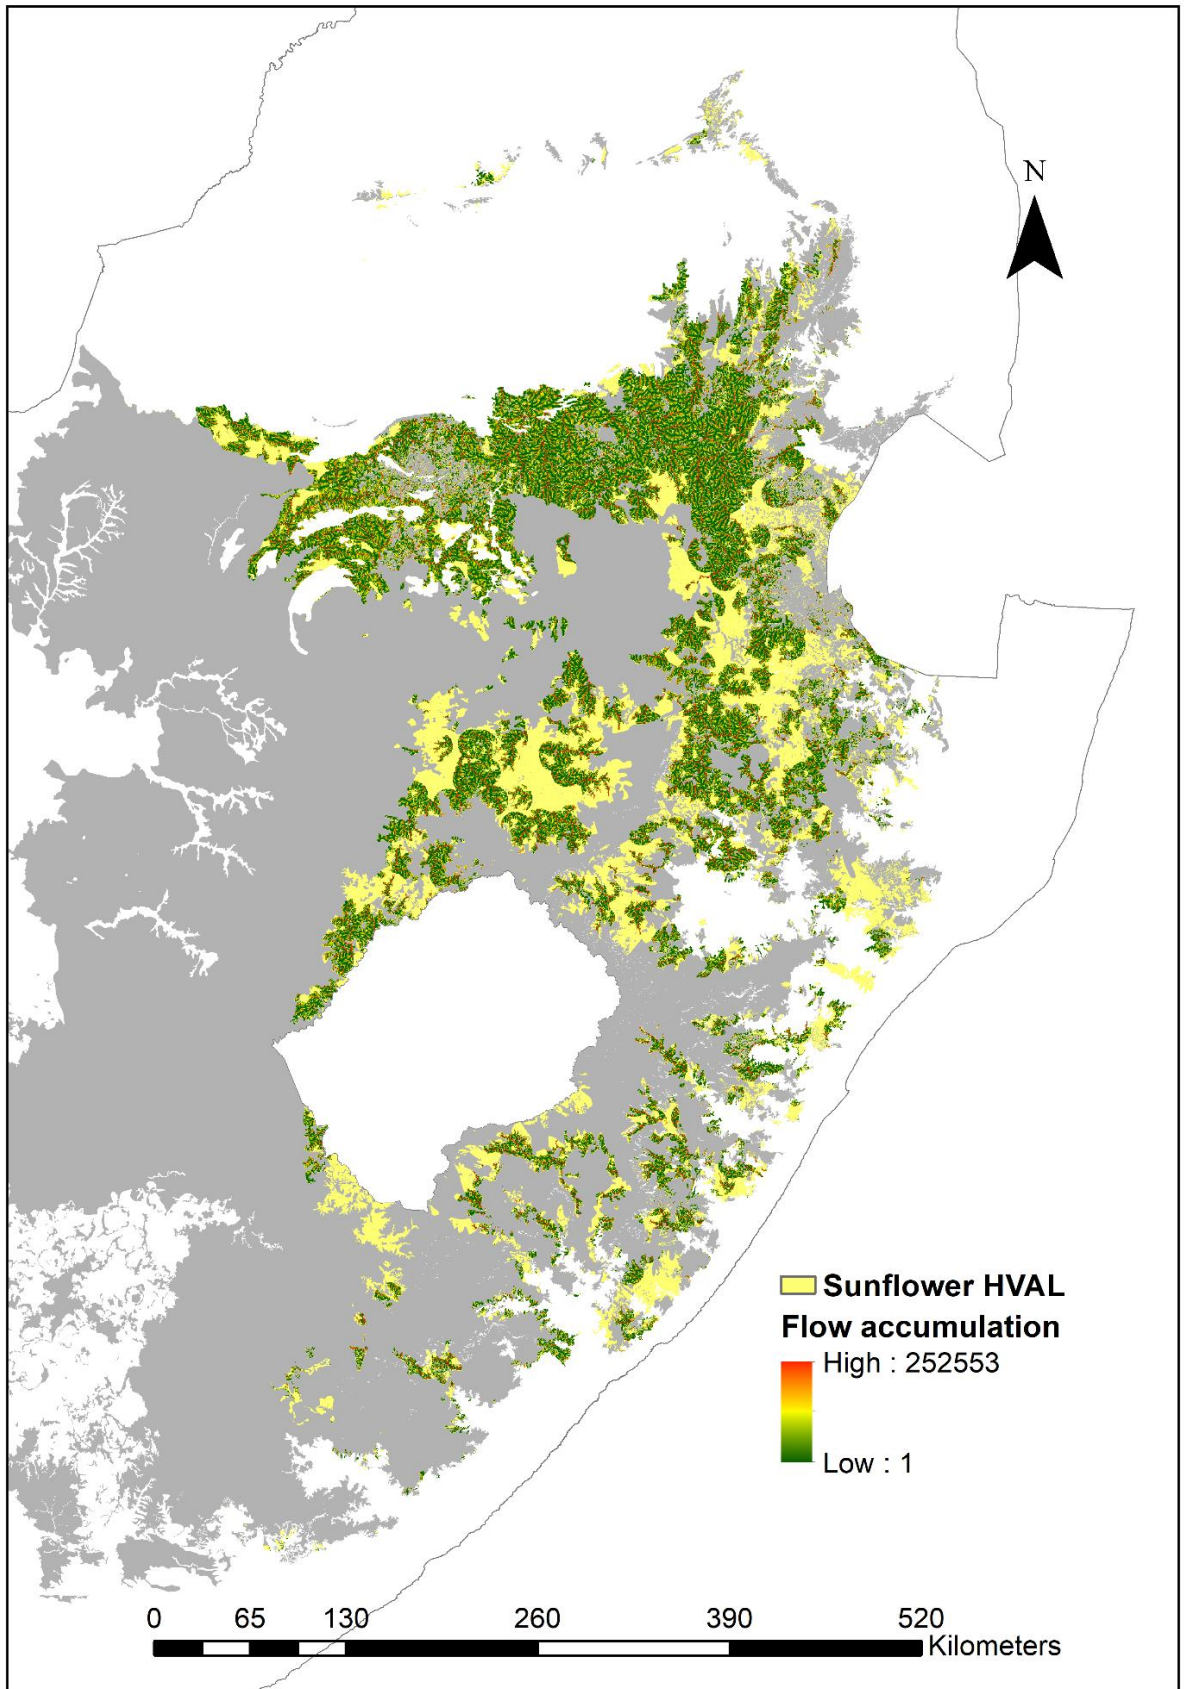 N
Sunflower HVAL
Flow accumulation
High : 252553
Low : 1
0 65 130 260 390 520
Kilometers